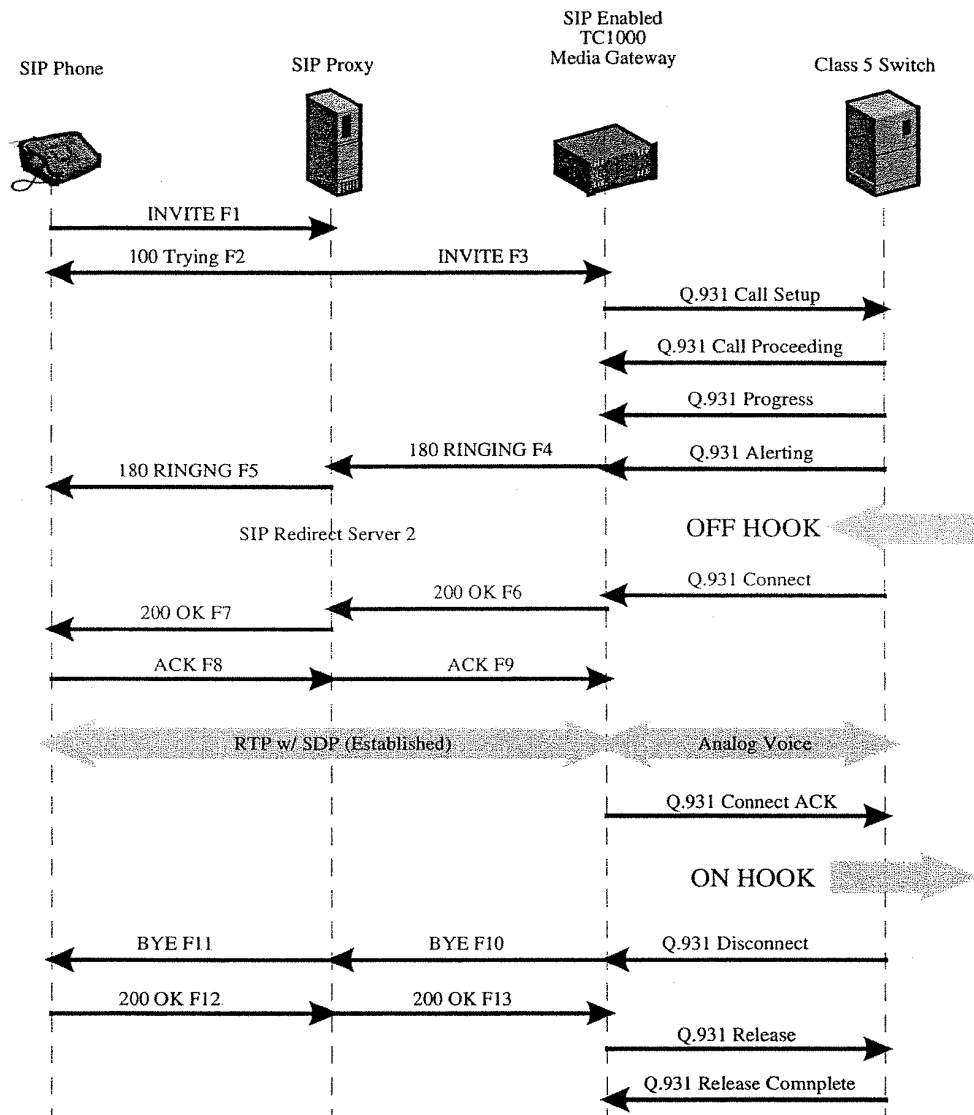 SIP Phone
SIP Proxy
SIP Enabled
TC1000
Media Gateway
Class 5 Switch
INVITE F1
100 Trying F2
INVITE F3
Q.931 Call Setup
Q.931 Call Proceeding
Q.931 Progress
180 RINGING F4
Q.931 Alerting
180 RINGNG F5
SIP Redirect Server 2
OFF HOOK
Q.931 Connect
200 OK F6
200 OK F7
ACK F8
ACK F9
RTP w/ SDP (Established)
Analog Voice
Q.931 Connect ACK
ON HOOK
BYE F11
BYE F10
Q.931 Disconnect
200 OK F12
200 OK F13
Q.931 Release
Q.931 Release Comnplete